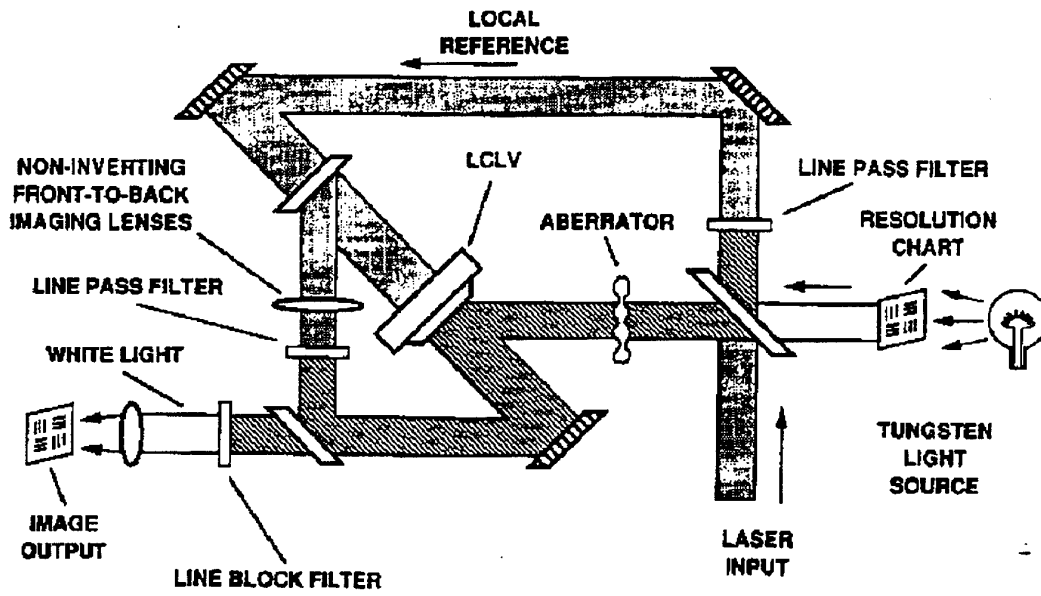 LOCAL
REFERENCE
NON-INVERTING
FRONT-TO-BACK
IMAGING LENSES
LCLV
LINE PASS FILTER
ABERRATOR
RESOLUTION
CHART
LINE PASS FILTER
WHITE LIGHT
TUNGSTEN
LIGHT
SOURCE
IMAGE
OUTPUT
LASER
INPUT
LINE BLOCK FILTER